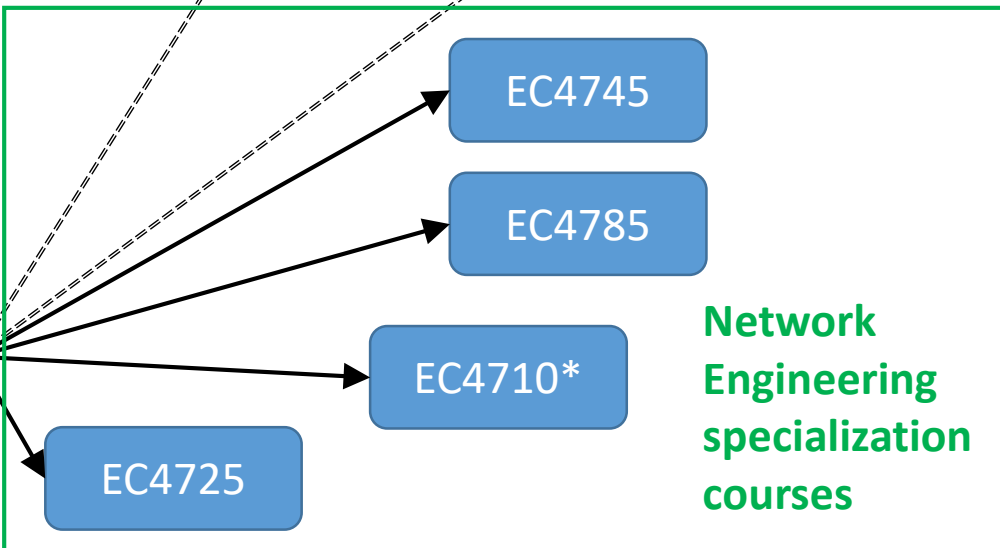 EC4745
EC4785
EC4710*
EC4725
Network
Engineering
specialization
courses